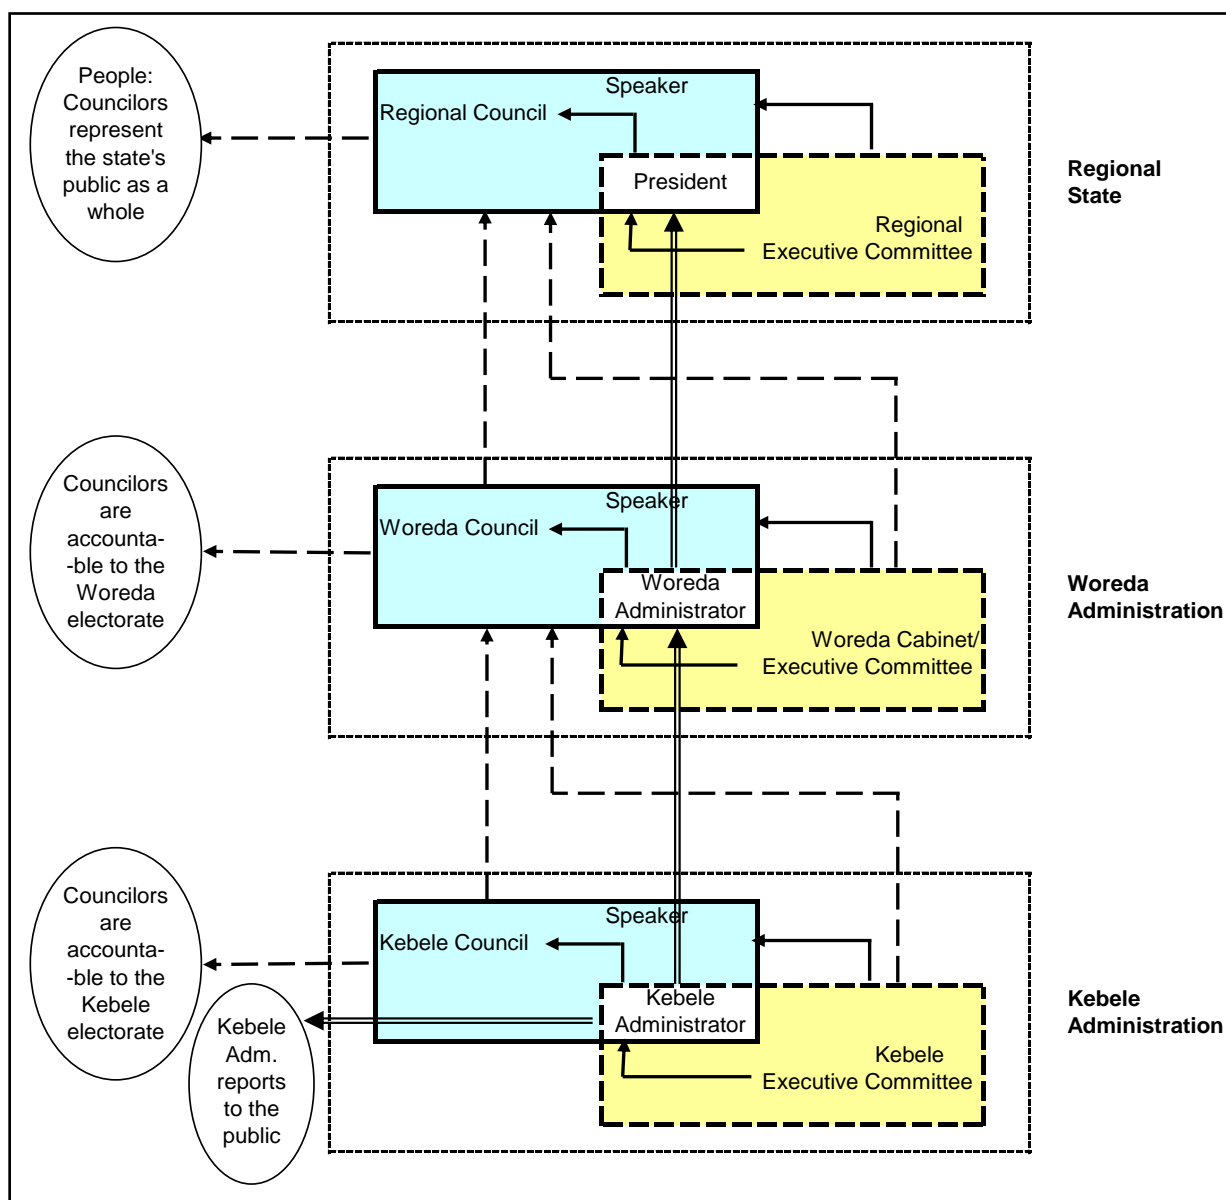 People:
Councilors
represent
the state's
public as a
whole
Speaker
Regional Council
President
Regional
Executive Committee
Regional
State
Councilors
are
accounta-
-ble to the
Woreda
electorate
Speaker
Woreda Council
Woreda
Administrator
Woreda Cabinet/
Executive Committee
Woreda
Administration
Councilors
are
accounta-
-ble to the
Kebele
electorate
Kebele
Adm.
reports
to the
public
Speaker
Kebele Council
Kebele
Administrator
Kebele
Executive Committee
Kebele
Administration